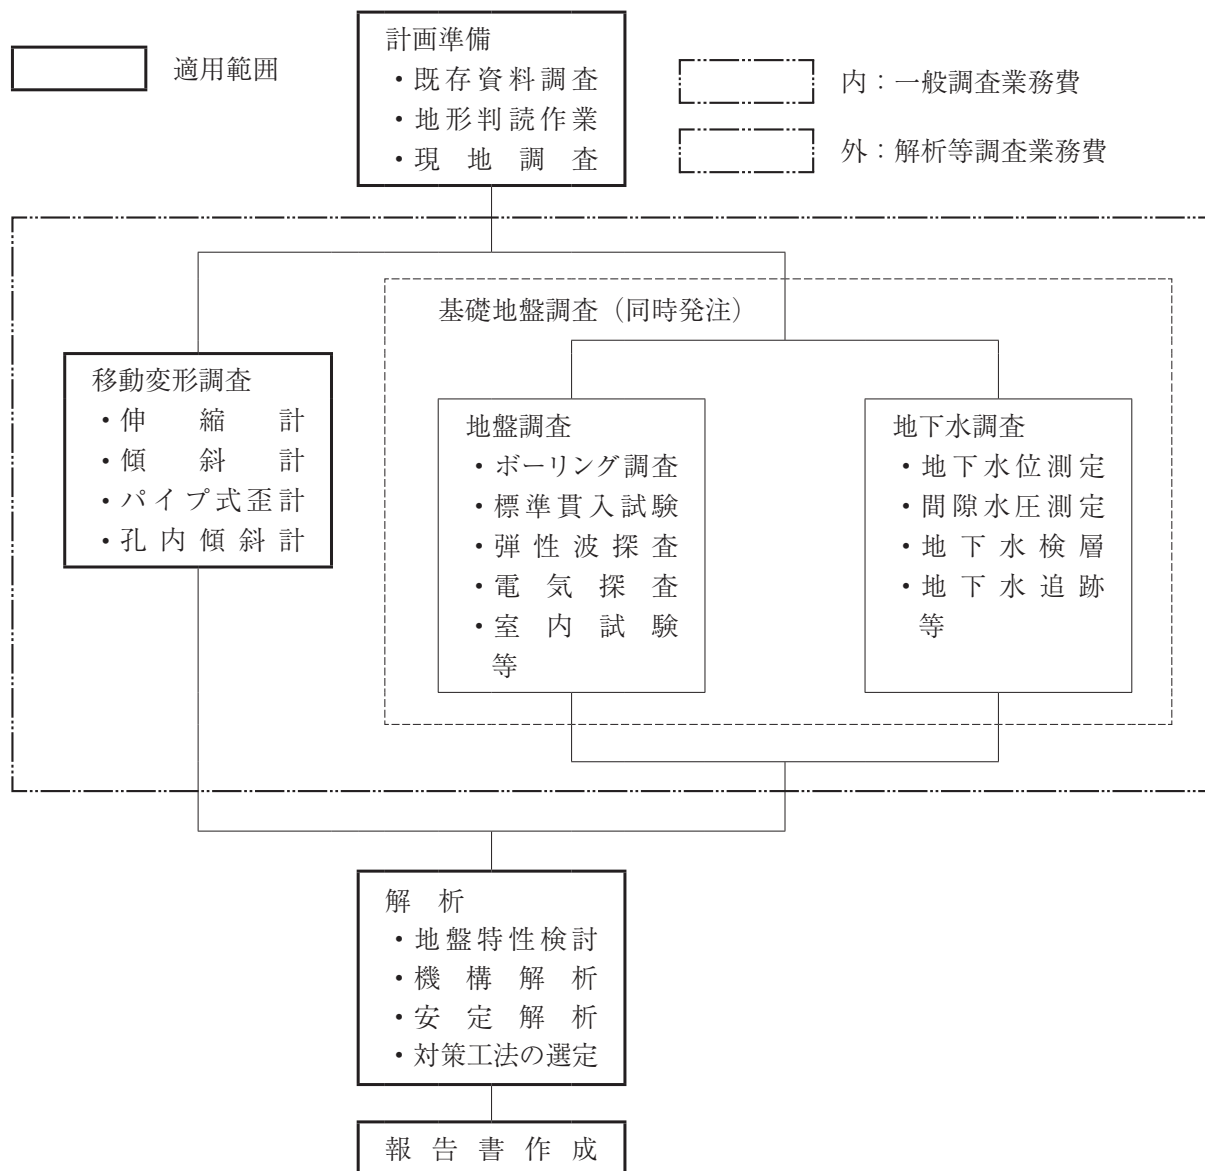 適用範囲
計画準備
・既存資料調査
・地形判読作業
・現地調査
内：一般調査業務費
外：解析等調査業務費
基礎地盤調査（同時発注）
移動変形調査
・伸縮計
・傾斜計
・パイプ式歪計
・孔内傾斜計
地盤調査
・ボーリング調査
・標準貫入試験
・弾性波探査
・電気探査
・室内試験
等
地下水調査
・地下水位測定
・間隙水圧測定
・地下水検層
・地下水追跡
等
解析
・地盤特性検討
・機構解析
・安定解析
・対策工法の選定
報告書作成